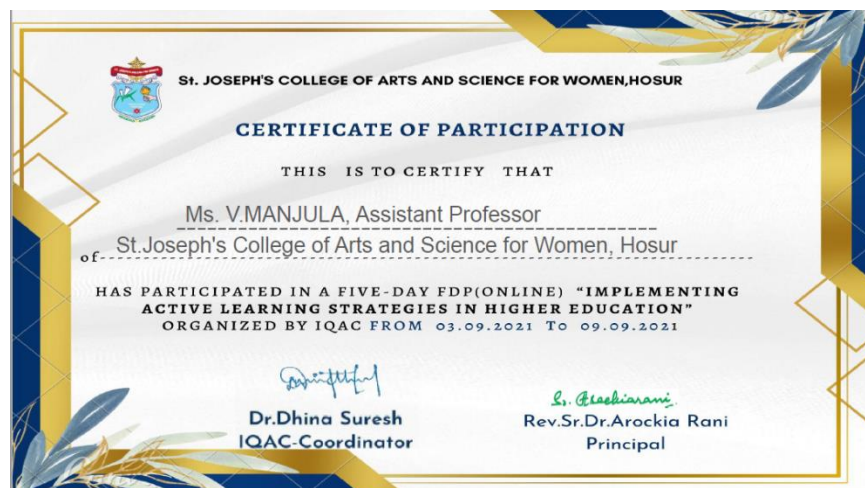 St. JOSEPH'S COLLEGE OF ARTS AND SCIENCE FOR WOMEN,HOSUR
CERTIFICATE OF PARTICIPATION
THIS IS TO CERTIFY THAT
Ms. V.MANJULA, Assistant Professor
of St.Joseph's College of Arts and Science for Women, Hosur
HAS PARTICIPATED IN A FIVE-DAY FDP(ONLINE) “IMPLEMENTING
ACTIVE LEARNING STRATEGIES IN HIGHER EDUCATION”
ORGANIZED BY IQAC FROM 03.09.2021 To 09.09.2021
Dr.Dhina Suresh
IQAC-Coordinator
Sr. Arockiarani
Rev.Sr.Dr.Arockia Rani
Principal